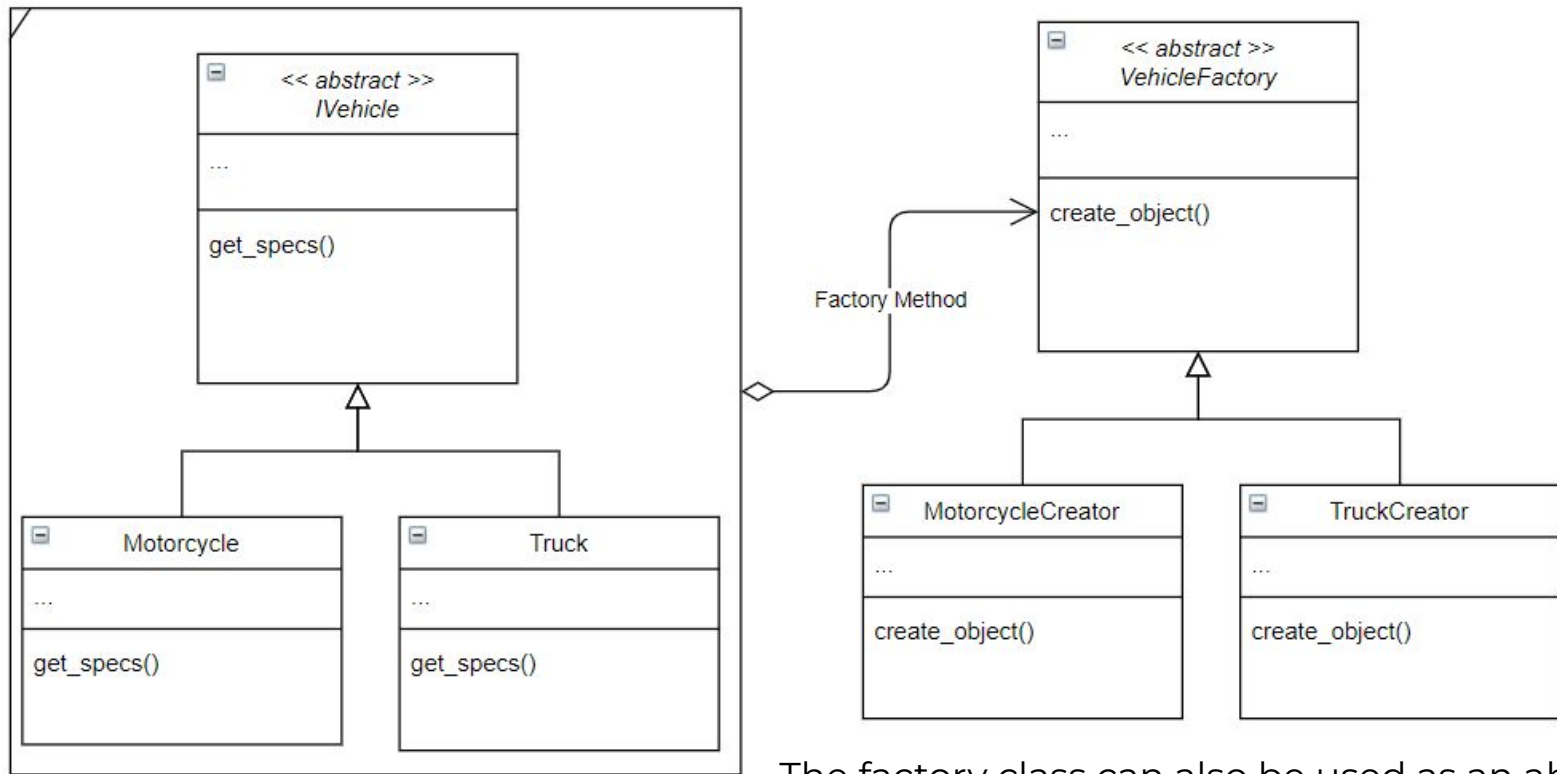 << abstract >>
IVehicle
...
get_specs()
Motorcycle
...
get_specs()
Truck
...
get_specs()
Factory Method
<< abstract >>
VehicleFactory
...
create_object()
MotorcycleCreator
...
create_object()
TruckCreator
...
create_object()
The factory class can also be used as an